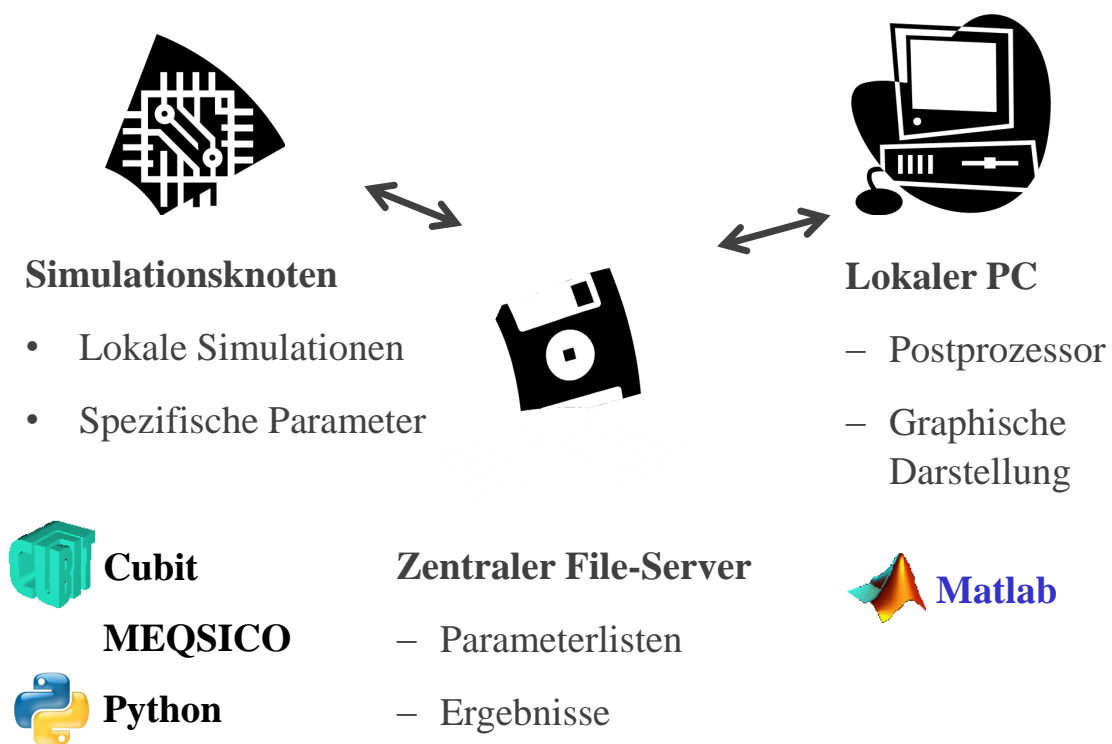 Simulationsknoten
• Lokale Simulationen
• Spezifische Parameter
CUBIT
Cubit
MEQSICO
Python
Zentraler File-Server
– Parameterlisten
– Ergebnisse
Lokaler PC
– Postprozessor
– Graphische
Darstellung
Matlab